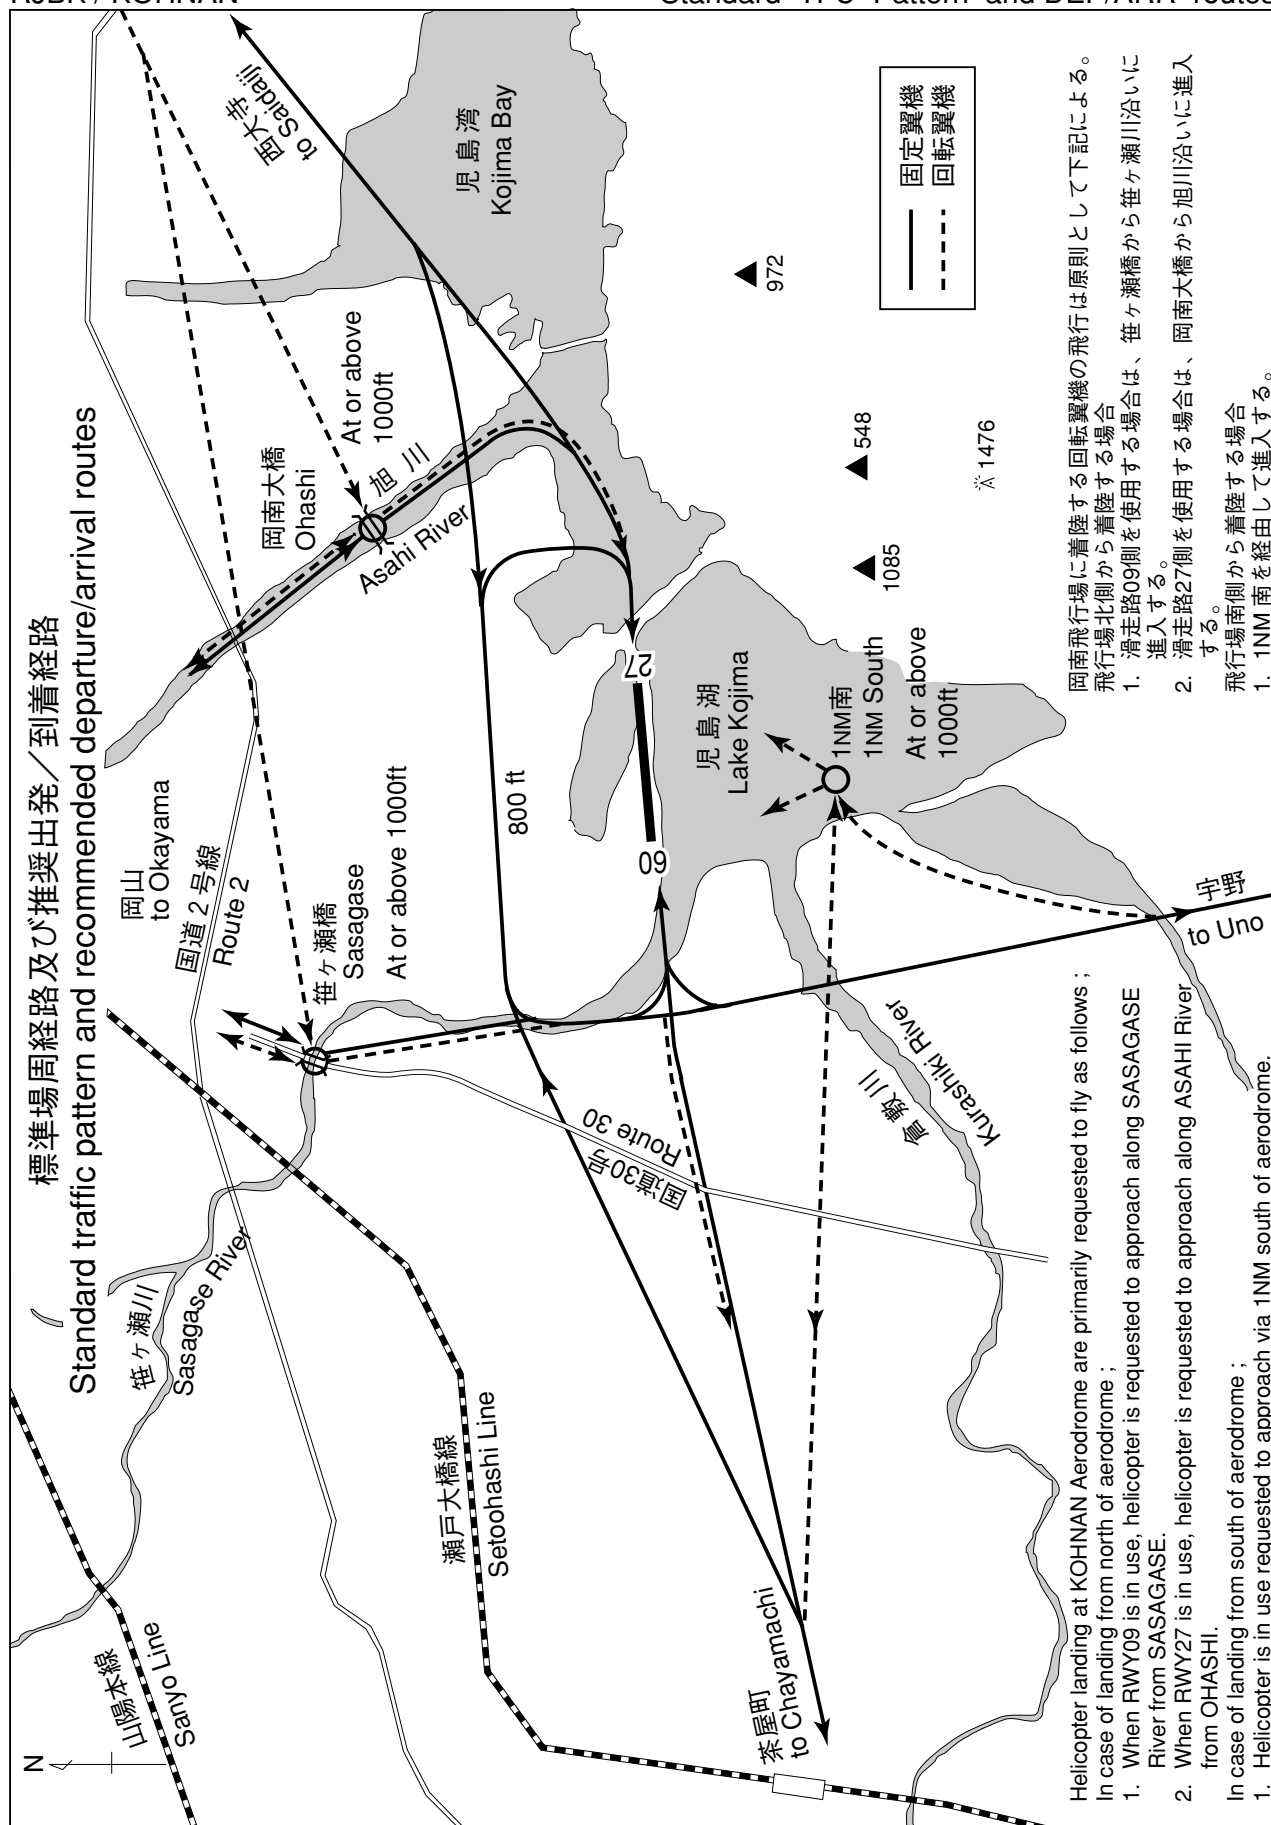 RJBK / KOHNAN
Standard TFC Pattern and DEP/ARR routes
標準場周経路及び推奨出発／到着経路
Standard traffic pattern and recommended departure/arrival routes
N
山陽本線
Sanyo Line
笹ヶ瀬川
Sasagase River
岡山
to Okayama
国道２号線
Route 2
笹ヶ瀬橋
Sasagase
At or above 1000ft
岡南大橋
Ohashi
At or above
1000ft
旭川
Asahi River
西大寺
to Saidaiji
児島湾
Kojima Bay
瀬戸大橋線
Setoohashi Line
国道30号
Route 30
800 ft
09
27
児島湖
Lake Kojima
1NM南
1NM South
At or above
1000ft
倉敷川
Kurashiki River
宇野
to Uno
茶屋町
to Chayamachi
972
548
1085
1476
固定翼機
回転翼機
Helicopter landing at KOHNAN Aerodrome are primarily requested to fly as follows ;
In case of landing from north of aerodrome ;
1. When RWY09 is in use, helicopter is requested to approach along SASAGASE
River from SASAGASE.
2. When RWY27 is in use, helicopter is requested to approach along ASAHI River
from OHASHI.
In case of landing from south of aerodrome ;
1. Helicopter is in use requested to approach via 1NM south of aerodrome.
岡南飛行場に着陸する回転翼機の飛行は原則として下記による。
飛行場北側から着陸する場合
1. 滑走路09側を使用する場合は、笹ヶ瀬橋から笹ヶ瀬川沿いに
進入する。
2. 滑走路27側を使用する場合は、岡南大橋から旭川沿いに進入
する。
飛行場南側から着陸する場合
1. 1NM 南を経由して進入する。